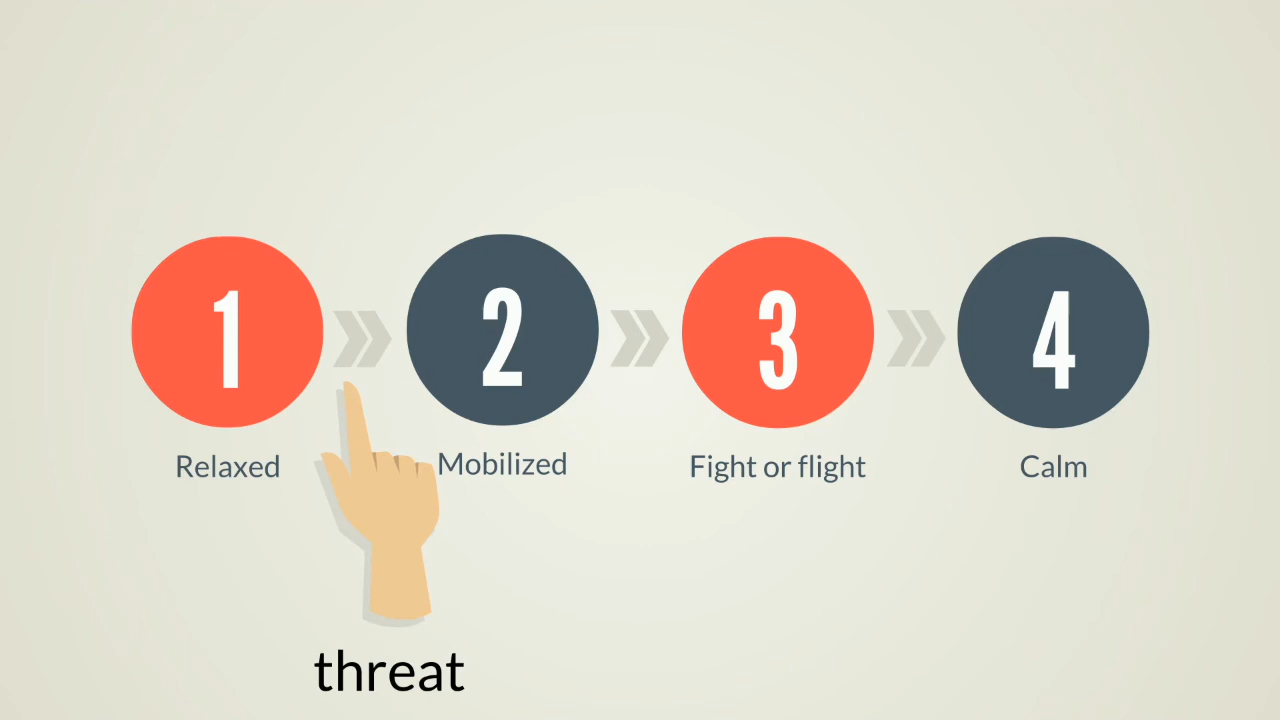 1
2
3
4
Relaxed
Mobilized
Fight or flight
Calm
threat